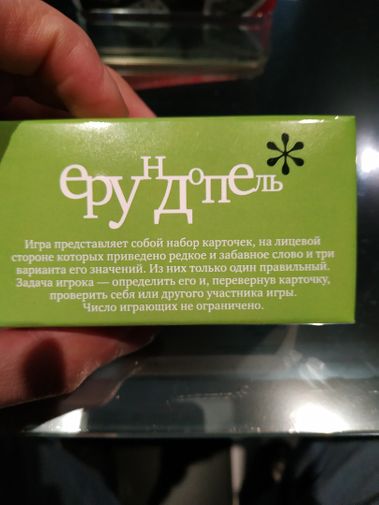 ерундопель*
Игра представляет собой набор карточек, на лицевой
стороне которых приведено редкое и забавное слово и три
варианта его значений. Из них только один правильный.
Задача игрока — определить его и, перевернув карточку,
проверить себя или другого участника игры.
Число играющих не ограничено.